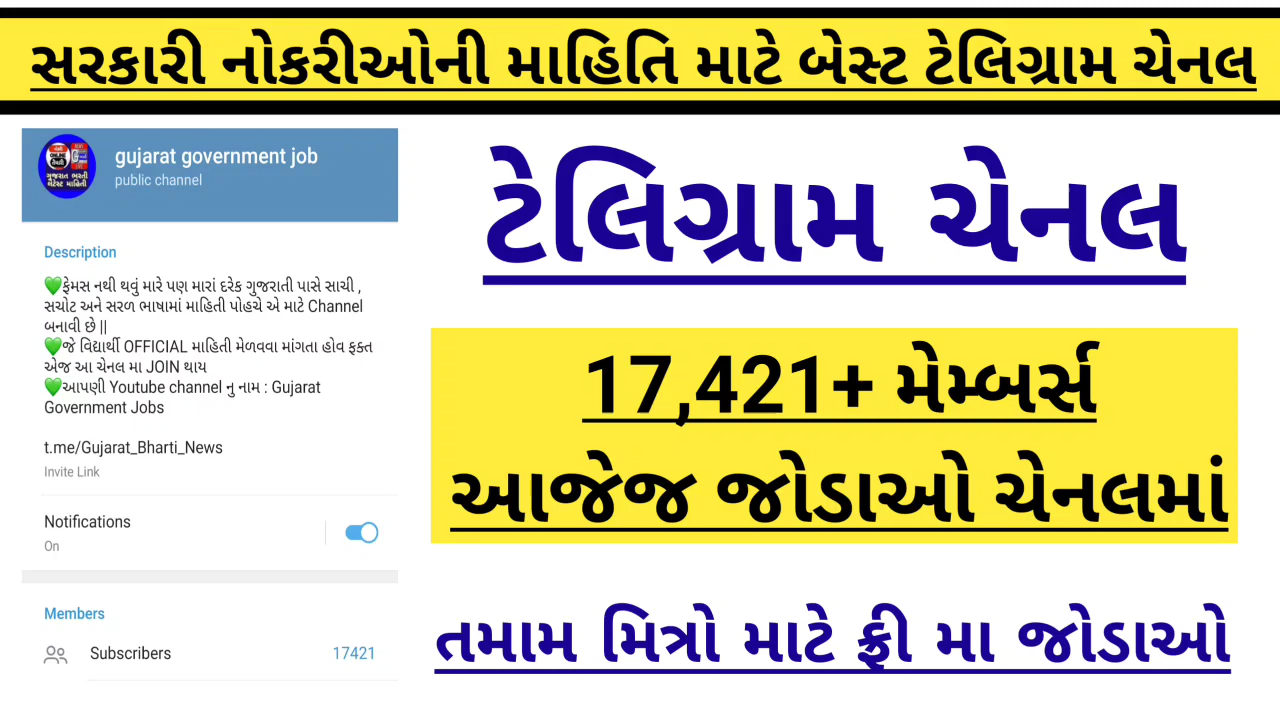 સરકારી નોકરીઓની માહિતિ માટે બેસ્ટ ટેલિગ્રામ ચેનલ
gujarat government job
public channel
Description
💚ફેમસ નથી થવું મારે પણ મારાં દરેક ગુજરાતી પાસે સાચી ,
સચોટ અને સરળ ભાષામાં માહિતી પોહચે એ માટે Channel
બનાવી છે ||
💚જે વિદ્યાર્થી OFFICIAL માહિતી મેળવવા માંગતા હોવ ફક્ત
એજ આ ચેનલ મા JOIN થાય
💚આપણી Youtube channel નુ નામ : Gujarat
Government Jobs
t.me/Gujarat_Bharti_News
Invite Link
Notifications
On
Members
Subscribers 17421
ટેલિગ્રામ ચેનલ
17,421+ મેમ્બર્સ
આજેજ જોડાઓ ચેનલમાં
તમામ મિત્રો માટે ફ્રી મા જોડાઓ